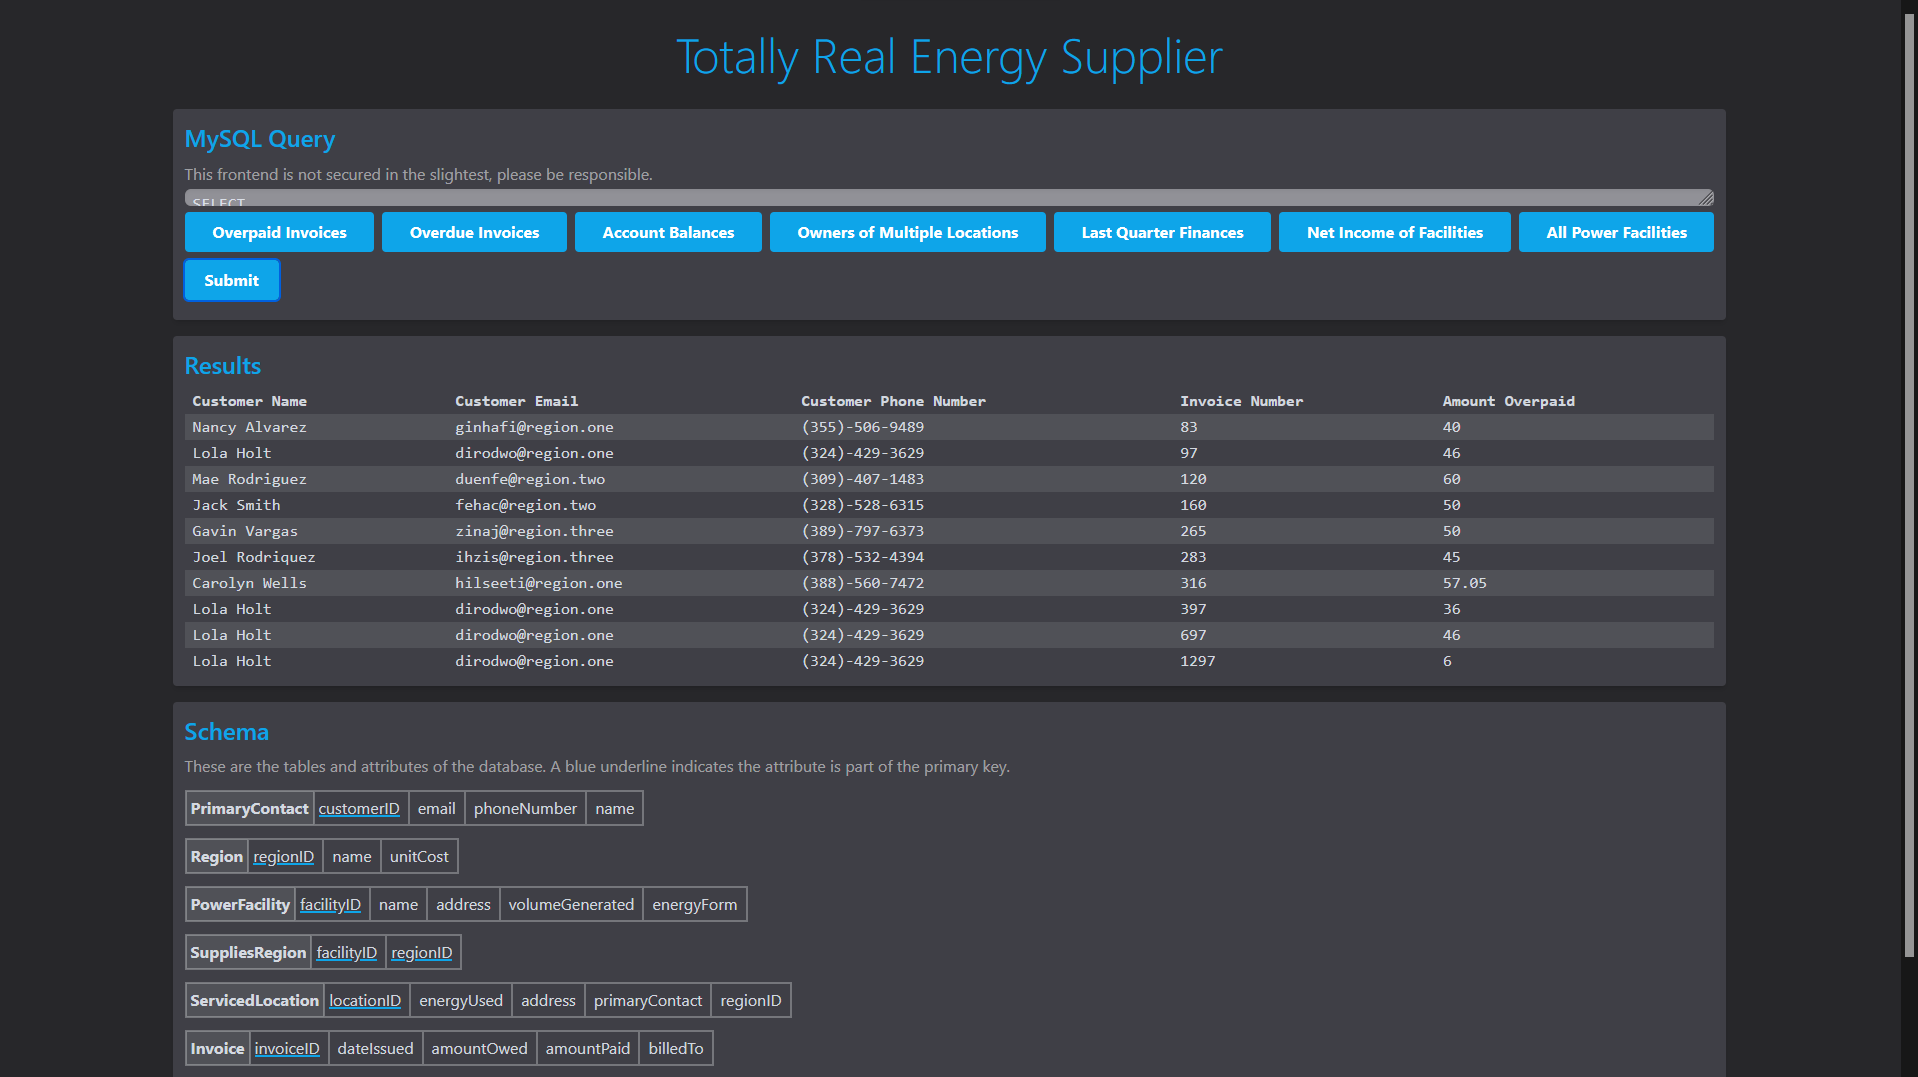 Totally Real Energy Supplier
MySQL Query
This frontend is not secured in the slightest, please be responsible.
SELECT
Overpaid Invoices Overdue Invoices Account Balances Owners of Multiple Locations Last Quarter Finances Net Income of Facilities All Power Facilities
Submit
Results
Customer Name Customer Email Customer Phone Number Invoice Number Amount Overpaid
Nancy Alvarez ginhafi@region.one (355)-506-9489 83 40
Lola Holt dirodwo@region.one (324)-429-3629 97 46
Mae Rodriguez duenfe@region.two (309)-407-1483 120 60
Jack Smith fehac@region.two (328)-528-6315 160 50
Gavin Vargas zinaj@region.three (389)-797-6373 265 50
Joel Rodriquez ihzis@region.three (378)-532-4394 283 45
Carolyn Wells hilseeti@region.one (388)-560-7472 316 57.05
Lola Holt dirodwo@region.one (324)-429-3629 397 36
Lola Holt dirodwo@region.one (324)-429-3629 697 46
Lola Holt dirodwo@region.one (324)-429-3629 1297 6
Schema
These are the tables and attributes of the database. A blue underline indicates the attribute is part of the primary key.
PrimaryContact customerID email phoneNumber name
Region regionID name unitCost
PowerFacility facilityID name address volumeGenerated energyForm
SuppliesRegion facilityID regionID
ServicedLocation locationID energyUsed address primaryContact regionID
Invoice invoiceID dateIssued amountOwed amountPaid billedTo